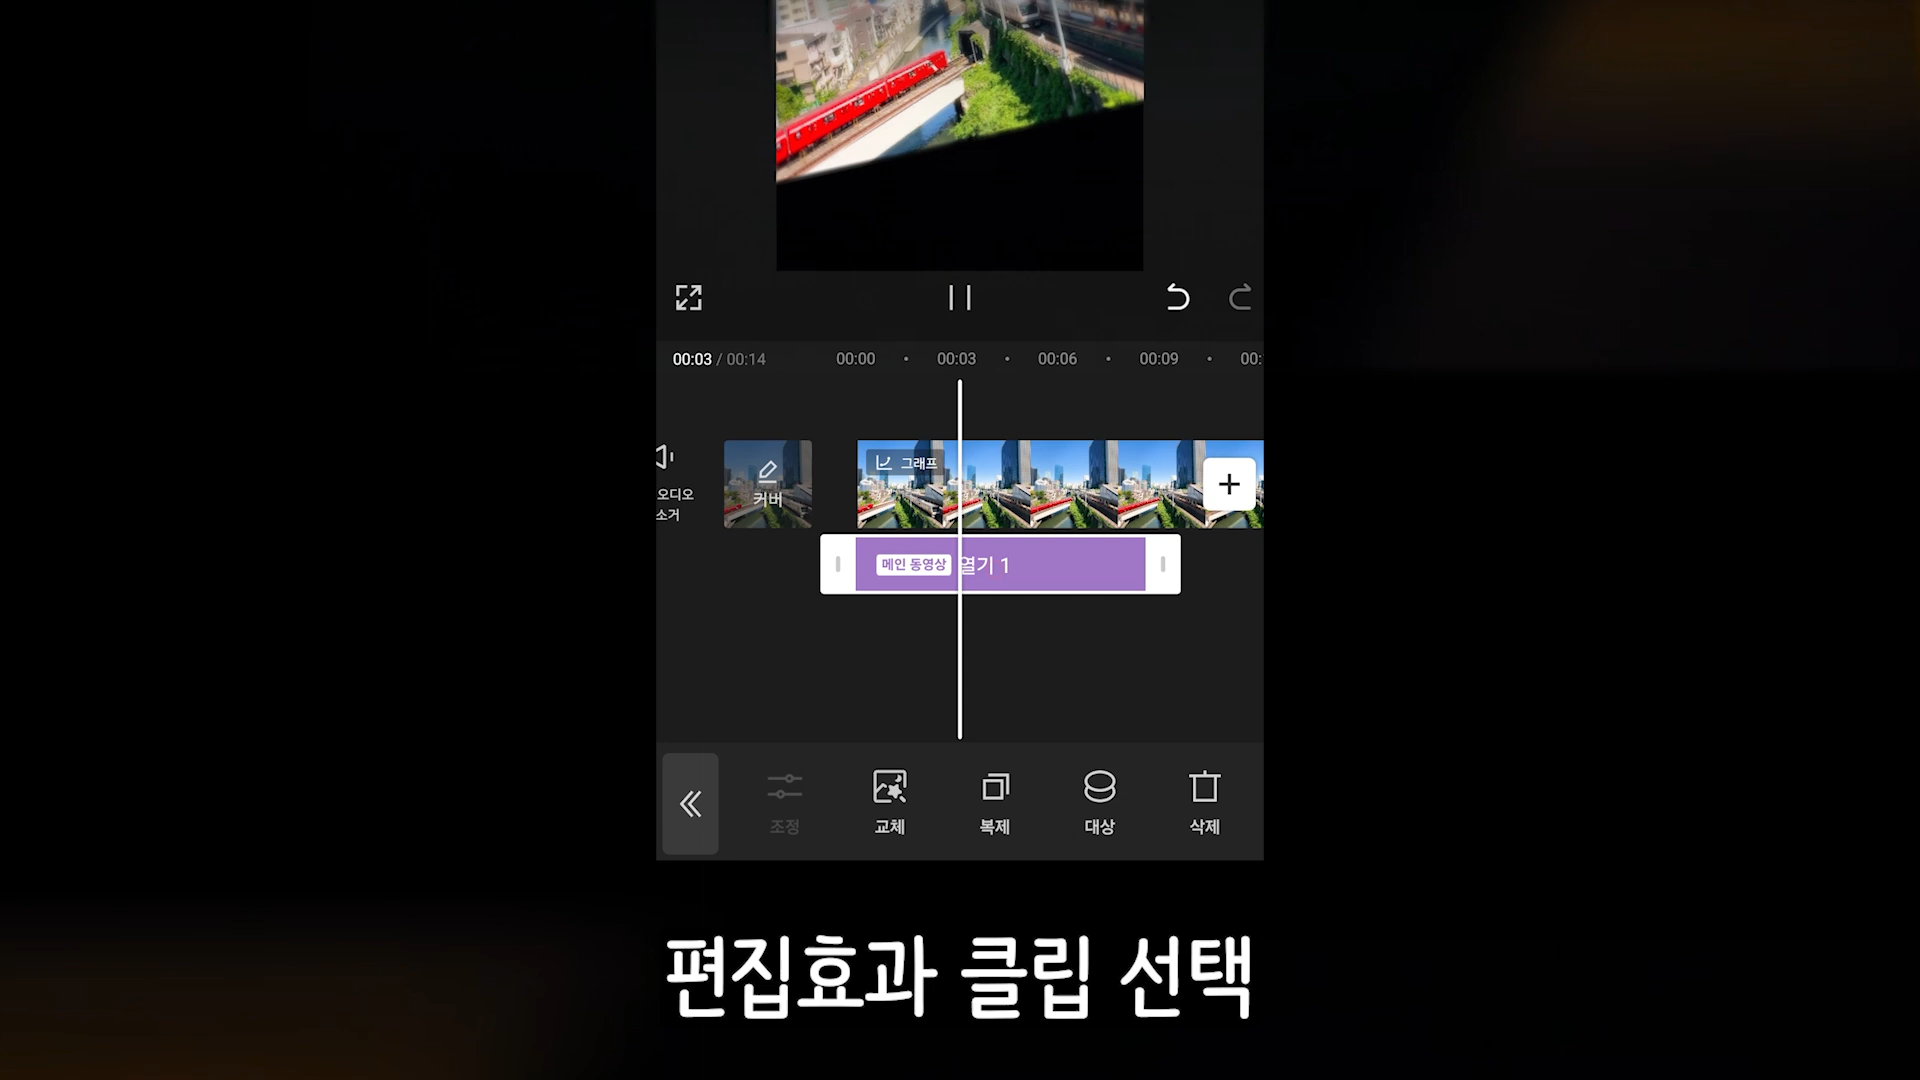 00:03 / 00:14
00:00
00:03
00:06
00:09
00:
오디오
소거
커버
그래프
메인 동영상 열기 1
조정
교체
복제
대상
삭제
편집효과 클립 선택